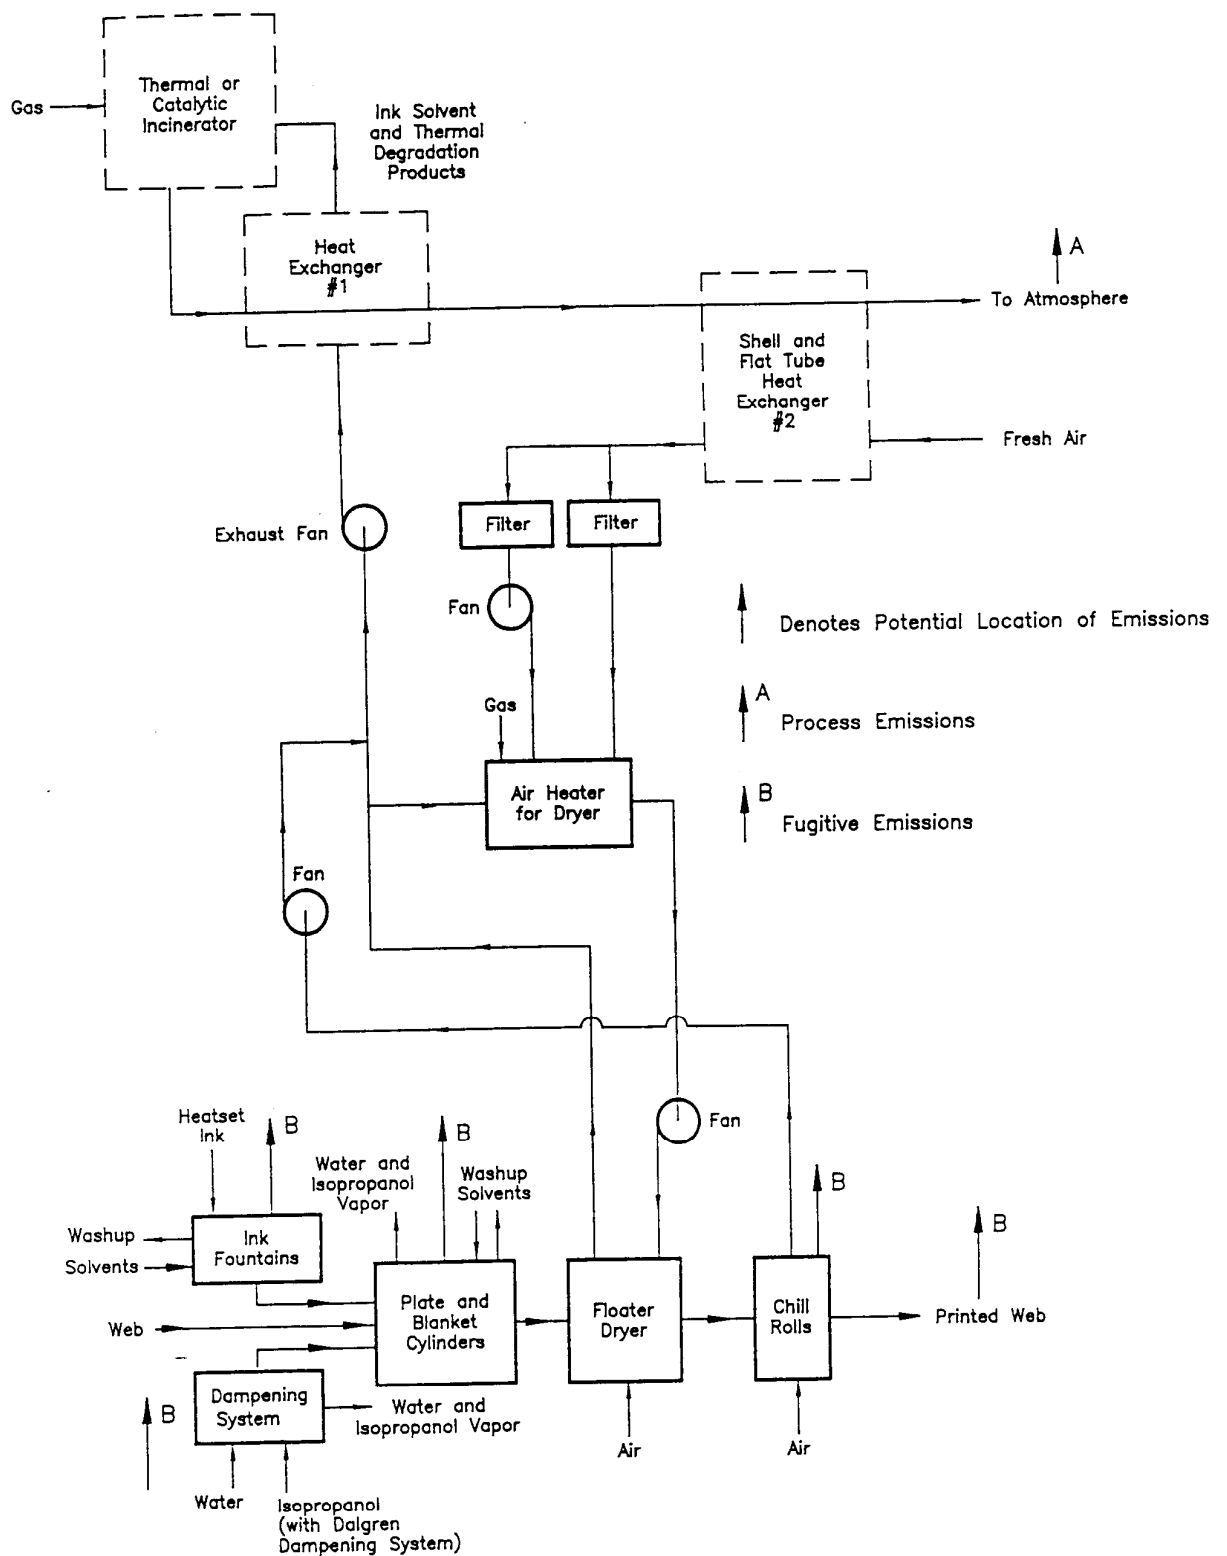 Thermal or
Catalytic
Incinerator
Gas
Ink Solvent
and Thermal
Degradation
Products
Heat
Exchanger
#1
A
To Atmosphere
Shell and
Flat Tube
Heat
Exchanger
#2
Fresh Air
Exhaust Fan
Filter
Filter
Fan
Denotes Potential Location of Emissions
A
Process Emissions
Gas
Air Heater
for Dryer
B
Fugitive Emissions
Fan
Fan
Heatset
Ink
B
Water and
Isopropanol
Vapor
B
Washup
Solvents
B
B
Washup
Solvents
Ink
Fountains
Web
Plate and
Blanket
Cylinders
Floater
Dryer
Chill
Rolls
Printed Web
B
Dampening
System
Water and
Isopropanol Vapor
Air
Air
Water
Isopropanol
(with Dalgren
Dampening System)